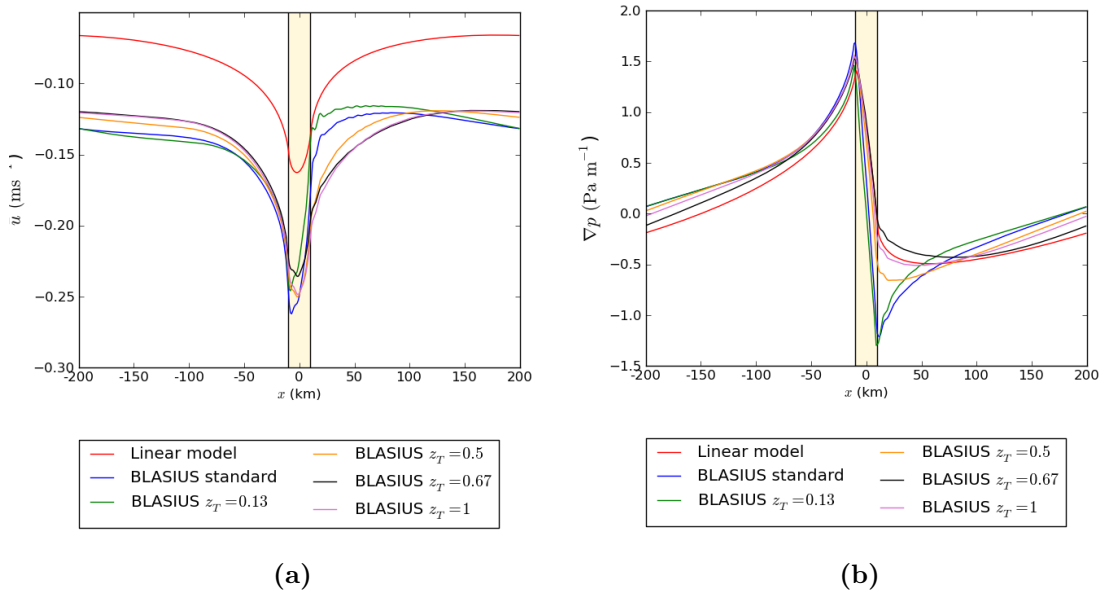 −0.10
−0.15
−0.20
−0.25
−0.30
u (ms
-200 -150 -100 -50 0 50 100 150 200
x (km)
Linear model
BLASIUS standard
BLASIUS z_T = 0.13
BLASIUS z_T = 0.5
BLASIUS z_T = 0.67
BLASIUS z_T = 1
(a)
2.0
1.5
1.0
0.5
0.0
−0.5
−1.0
−1.5
∇p (Pa m⁻¹)
-200 -150 -100 -50 0 50 100 150 200
x (km)
Linear model
BLASIUS standard
BLASIUS z_T = 0.13
BLASIUS z_T = 0.5
BLASIUS z_T = 0.67
BLASIUS z_T = 1
(b)